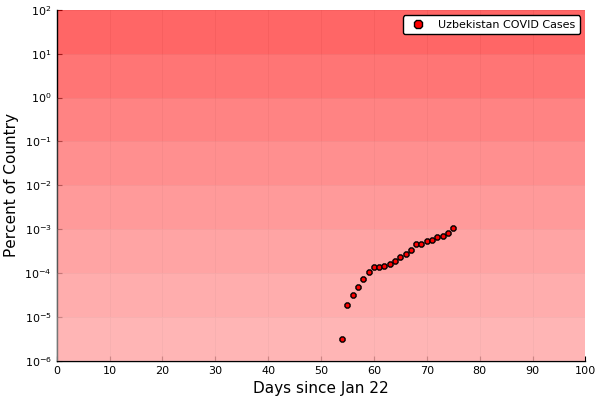 Uzbekistan COVID Cases
Percent of Country
10²
10¹
10⁰
10⁻¹
10⁻²
10⁻³
10⁻⁴
10⁻⁵
10⁻⁶
0 10 20 30 40 50 60 70 80 90 100
Days since Jan 22